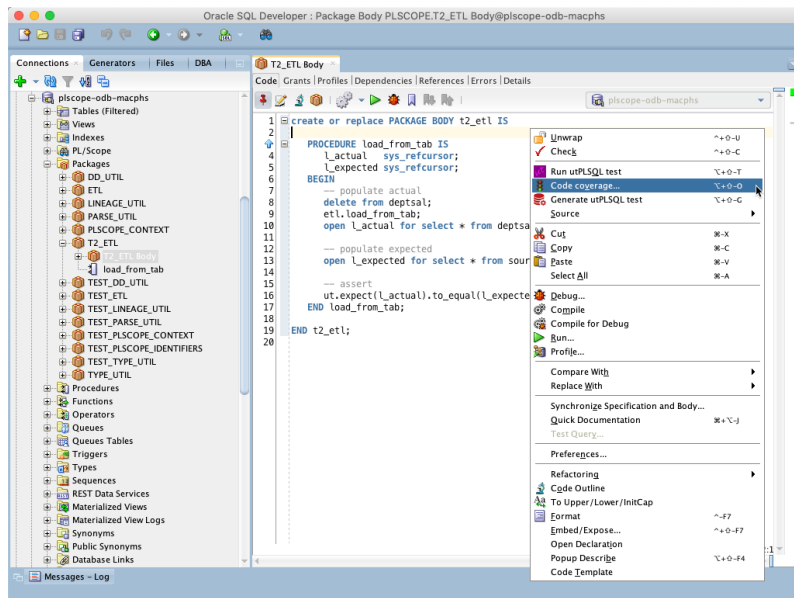 Oracle SQL Developer : Package Body PLSCOPE.T2_ETL Body@plscope-odb-macphs
Connections
Generators
Files
DBA
plscope-odb-macphs
Tables (Filtered)
Views
Indexes
PL/Scope
Packages
DD_UTIL
ETL
LINEAGE_UTIL
PARSE_UTIL
PLSCOPE_CONTEXT
T2_ETL
T2_ETL Body
load_from_tab
TEST_DD_UTIL
TEST_ETL
TEST_LINEAGE_UTIL
TEST_PARSE_UTIL
TEST_PLSCOPE_CONTEXT
TEST_PLSCOPE_IDENTIFIERS
TEST_TYPE_UTIL
TYPE_UTIL
Procedures
Functions
Operators
Queues
Queues Tables
Triggers
Types
Sequences
REST Data Services
Materialized Views
Materialized View Logs
Synonyms
Public Synonyms
Database Links
Messages - Log
T2_ETL Body
Code Grants | Profiles | Dependencies | References | Errors | Details
plscope-odb-macphs
1 create or replace PACKAGE BODY t2_etl IS
2
3 PROCEDURE load_from_tab IS
4 l_actual sys_refcursor;
5 l_expected sys_refcursor;
6 BEGIN
7 -- populate actual
8 delete from deptsal;
9 etl.load_from_tab;
10 open l_actual for select * from deptsa
11
12 -- populate expected
13 open l_expected for select * from sour
14
15 -- assert
16 ut.expect(l_actual).to_equal(l_expecte
17 END load_from_tab;
18
19 END t2_etl;
20
Unwrap ^+⇧-U
Check ^+⇧-C
Run utPLSQL test ⌥+⇧-T
Code coverage... ⌥+⇧-O
Generate utPLSQL test ⌥+⇧-G
Source
Cut ⌘-X
Copy ⌘-C
Paste ⌘-V
Select All ⌘-A
Debug...
Compile
Compile for Debug
Run...
Profile...
Compare With
Replace With
Synchronize Specification and Body...
Quick Documentation ⌘+⌥-J
Test Query...
Preferences...
Refactoring
Code Outline
To Upper/Lower/InitCap
Format ^-F7
Embed/Expose... ^+⇧-F7
Open Declaration
Popup Describe ⌥+⇧-F4
Code Template